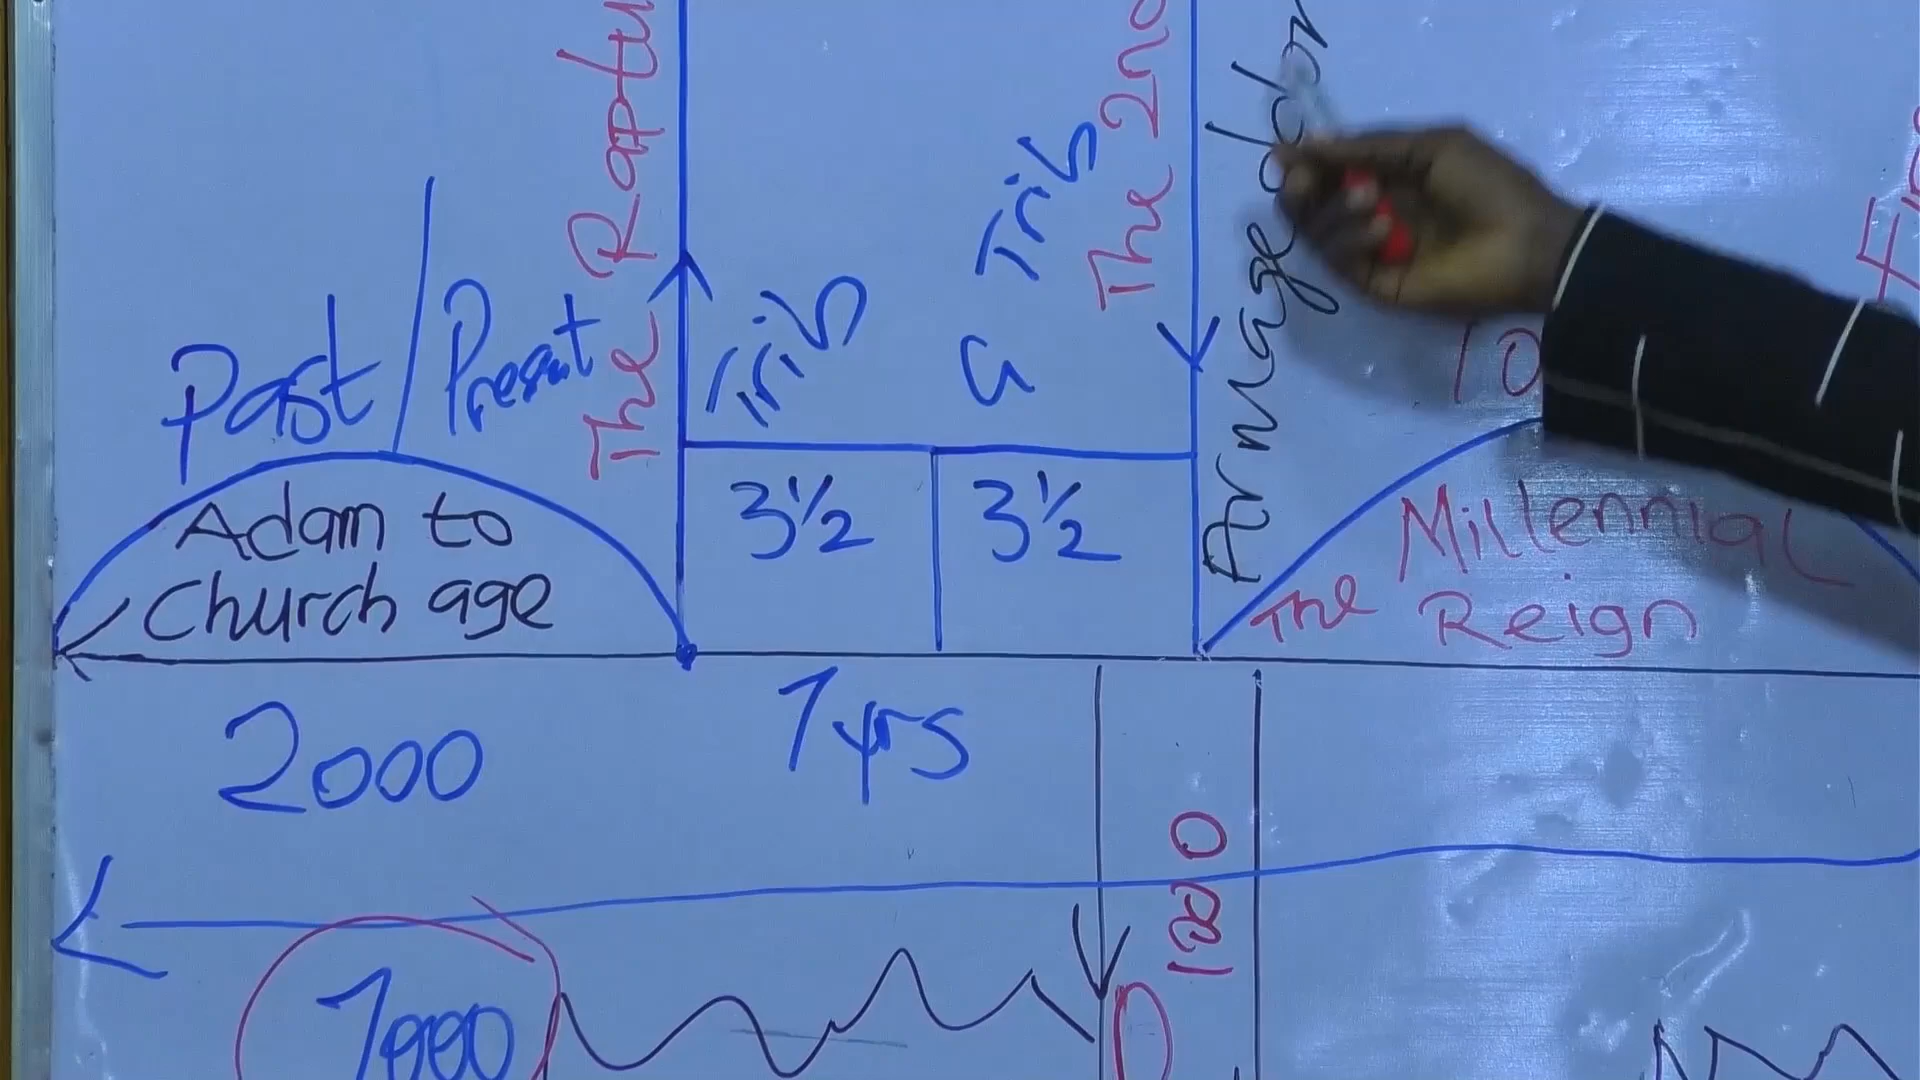 Past / Present
The Raptu
Trib
G Trib
The 2nd
Armageddon
10
Adam to
Church age
3½
3½
The Millennial
Reign
2000
7yrs
1000
7000